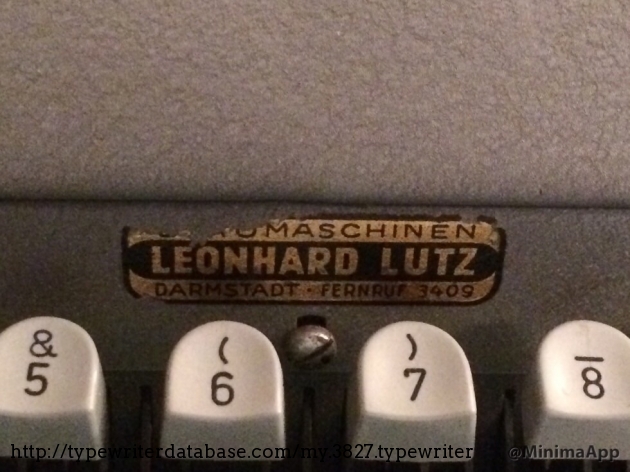 LEONHARD LUTZ
DARMSTADT · FERNRUF 3409
& ( ) _
5 6 7 8
http://typewriterdatabase.com/my.3827.typewriter
@MinimaApp